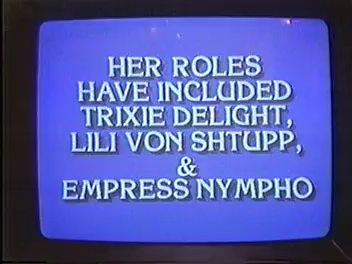 HER ROLES
HAVE INCLUDED
TRIXIE DELIGHT,
LILI VON SHTUPP,
&
EMPRESS NYMPHO